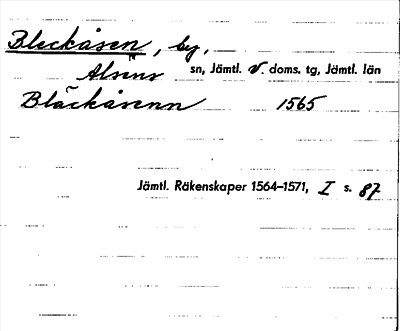 Bleckåsen, by,
Alsens sn, Jämtl. V. doms. tg, Jämtl. län
Bläckåsenn 1565
Jämtl. Räkenskaper 1564–1571, I s. 87